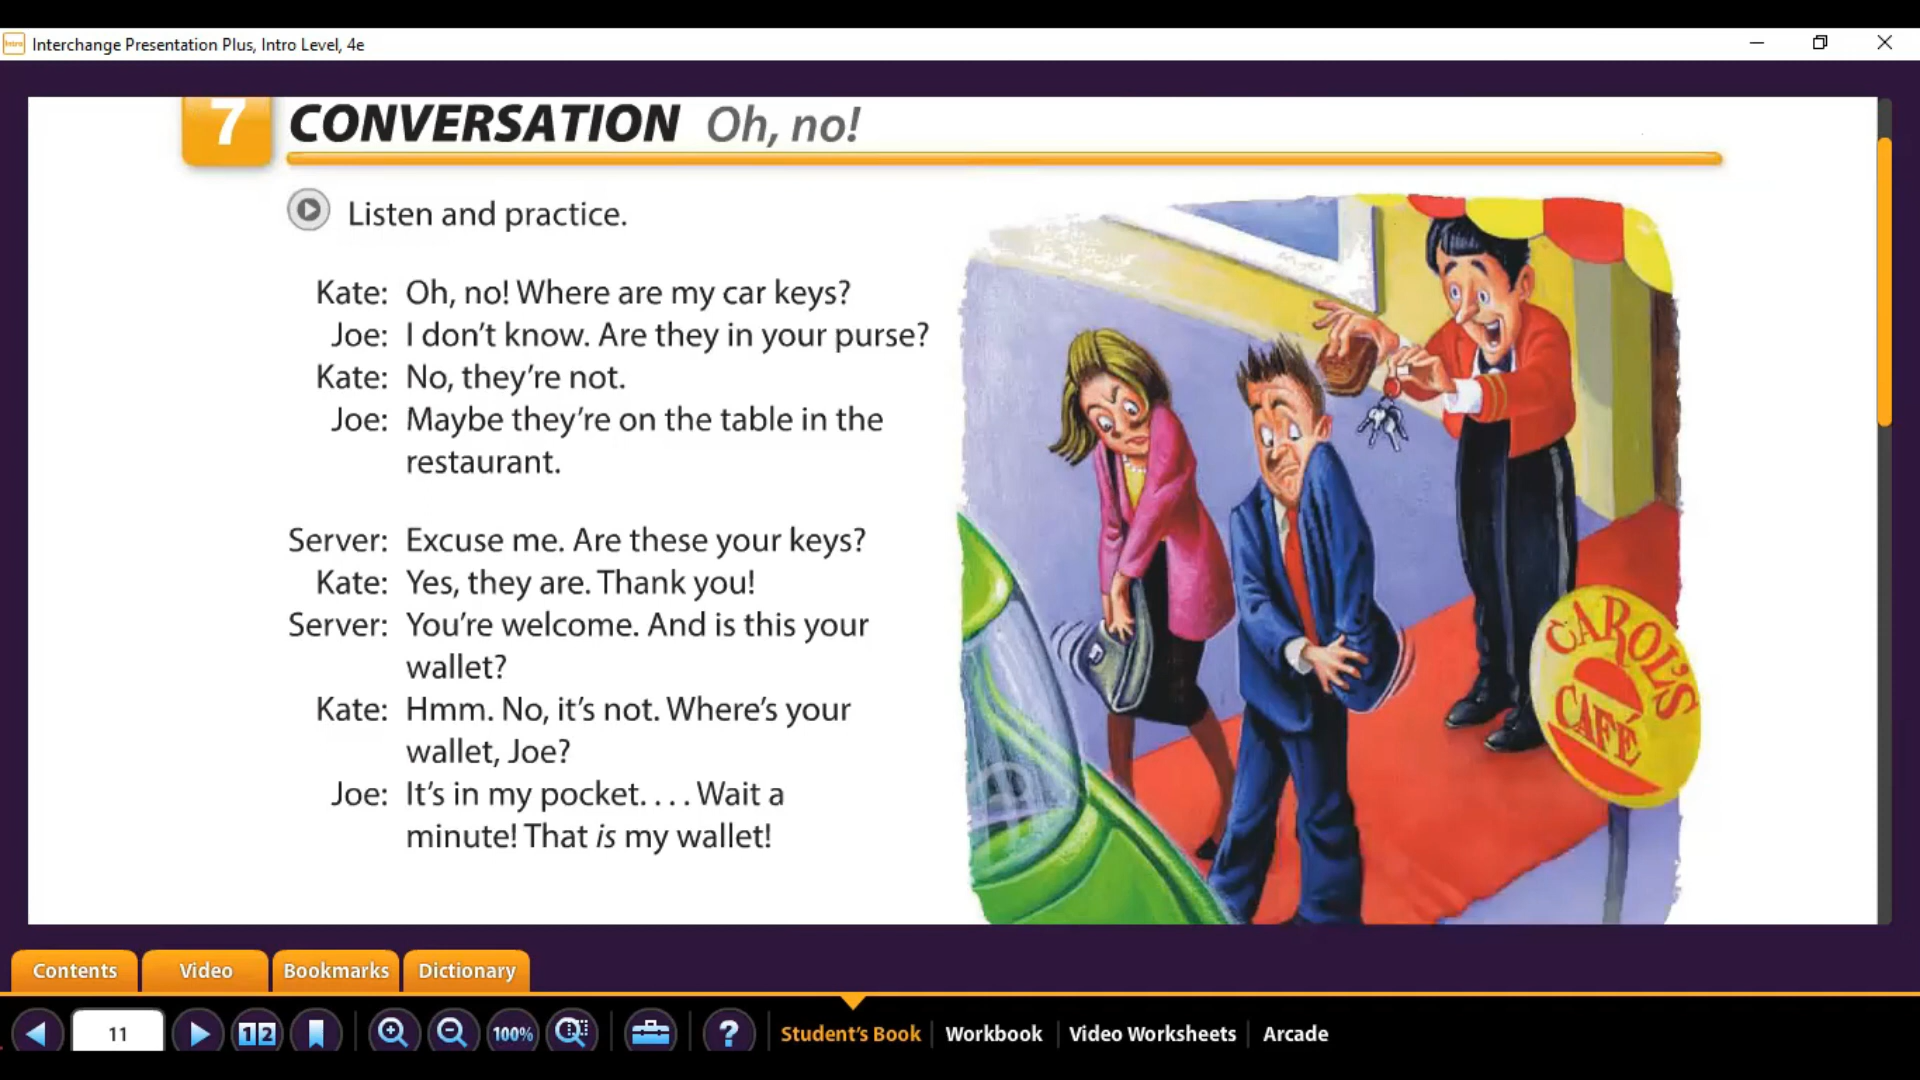 Interchange Presentation Plus, Intro Level, 4e
7 CONVERSATION Oh, no!
Listen and practice.
Kate: Oh, no! Where are my car keys?
Joe: I don't know. Are they in your purse?
Kate: No, they're not.
Joe: Maybe they're on the table in the
restaurant.
Server: Excuse me. Are these your keys?
Kate: Yes, they are. Thank you!
Server: You're welcome. And is this your
wallet?
Kate: Hmm. No, it's not. Where's your
wallet, Joe?
Joe: It's in my pocket. . . . Wait a
minute! That is my wallet!
CAROL'S
CAFÉ
Contents Video Bookmarks Dictionary
11 12 100% ? Student's Book Workbook Video Worksheets Arcade